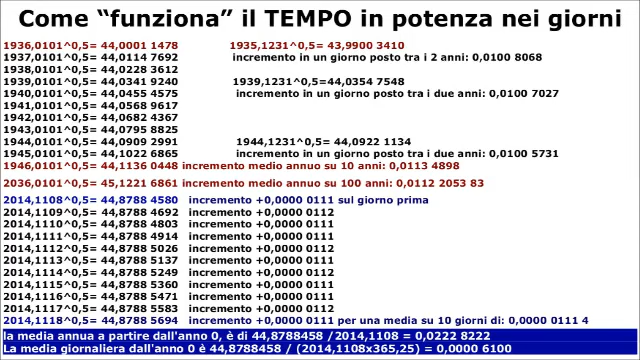 Come “funziona” il TEMPO in potenza nei giorni
1936,0101^0,5= 44,0001 1478 1935,1231^0,5= 43,9900 3410
1937,0101^0,5= 44,0114 7692 incremento in un giorno posto tra i 2 anni: 0,0100 8068
1938,0101^0,5= 44,0228 3612
1939,0101^0,5= 44,0341 9240 1939,1231^0,5=44,0354 7548
1940,0101^0,5= 44,0455 4575 incremento in un giorno posto tra i due anni: 0,0100 7027
1941,0101^0,5= 44,0568 9617
1942,0101^0,5= 44,0682 4367
1943,0101^0,5= 44,0795 8825
1944,0101^0,5= 44,0909 2991 1944,1231^0,5= 44,0922 1134
1945,0101^0,5= 44,1022 6865 incremento in un giorno posto tra i due anni: 0,0100 5731
1946,0101^0,5= 44,1136 0448 incremento medio annuo su 10 anni: 0,0113 4898
2036,0101^0,5= 45,1221 6861 incremento medio annuo su 100 anni: 0,0112 2053 83
2014,1108^0,5= 44,8788 4580 incremento +0,0000 0111 sul giorno prima
2014,1109^0,5= 44,8788 4692 incremento +0,0000 0112
2014,1110^0,5= 44,8788 4803 incremento +0,0000 0111
2014,1111^0,5= 44,8788 4914 incremento +0,0000 0111
2014,1112^0,5= 44,8788 5026 incremento +0,0000 0112
2014,1113^0,5= 44,8788 5137 incremento +0,0000 0111
2014,1114^0,5= 44,8788 5249 incremento +0,0000 0112
2014,1115^0,5= 44,8788 5360 incremento +0,0000 0111
2014,1116^0,5= 44,8788 5471 incremento +0,0000 0111
2014,1117^0,5= 44,8788 5583 incremento +0,0000 0112
2014,1118^0,5= 44,8788 5694 incremento +0,0000 0111 per una media su 10 giorni di: 0,0000 0111 4
la media annua a partire dall'anno 0, è di 44,8788458 /2014,1108 = 0,0222 8222
La media giornaliera dall'anno 0 è 44,8788458 / (2014,1108x365,25) = 0,0000 6100